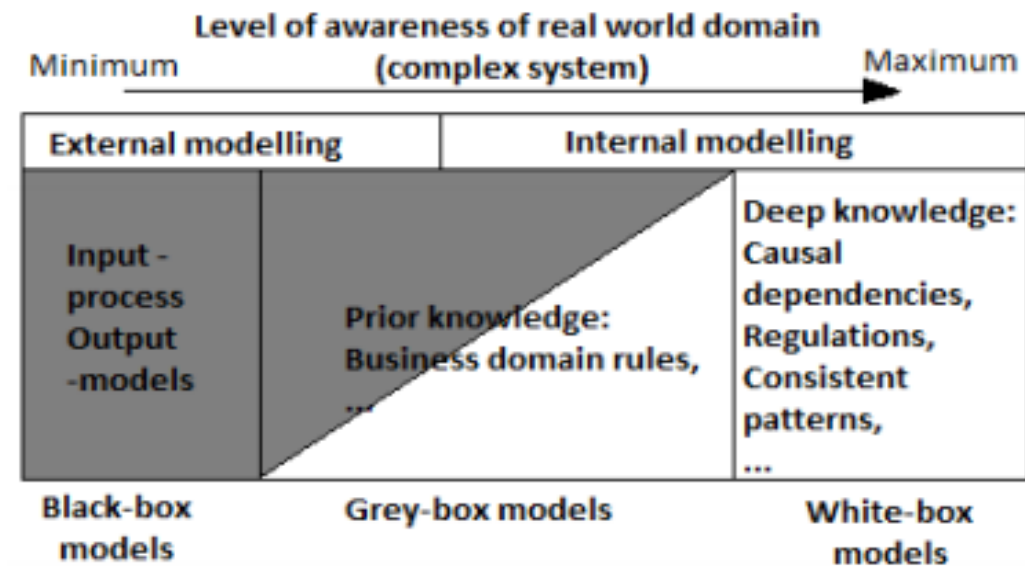 Level of awareness of real world domain
Minimum
(complex system)
Maximum
External modelling
Internal modelling
Input -
process
Output
-models
Prior knowledge:
Business domain rules,
...
Deep knowledge:
Causal
dependencies,
Regulations,
Consistent
patterns,
...
Black-box
models
Grey-box models
White-box
models